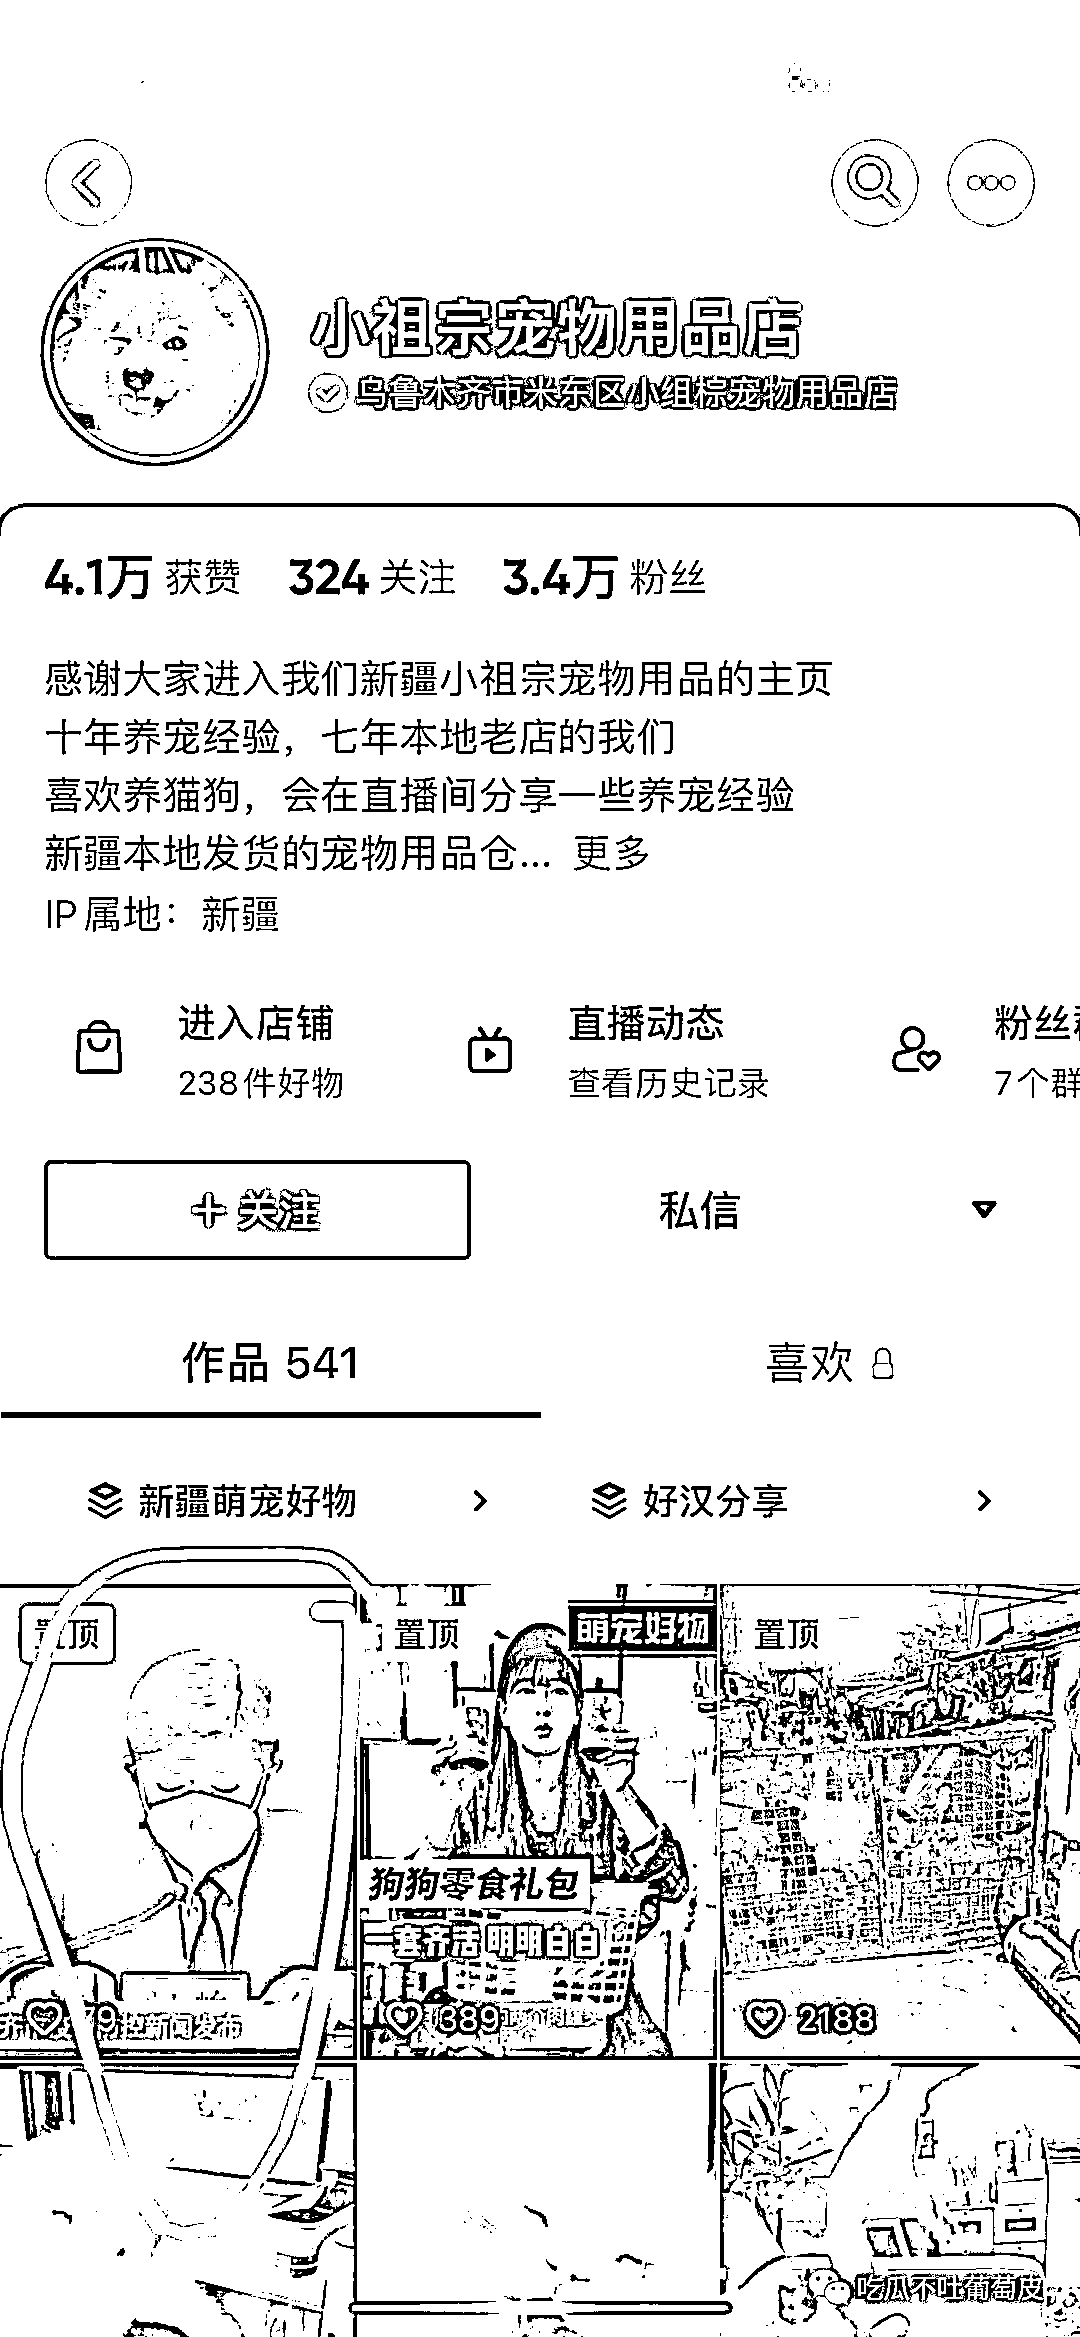 小祖宗宠物用品店
乌鲁木齐市米东区小组棕宠物用品店
4.1万 获赞 324 关注 3.4万 粉丝
感谢大家进入我们新疆小祖宗宠物用品的主页
十年养宠经验，七年本地老店的我们
喜欢养猫狗，会在直播间分享一些养宠经验
新疆本地发货的宠物用品仓... 更多
IP属地：新疆
进入店铺 直播动态 粉丝
238件好物 查看历史记录 7个群
+ 关注 私信
作品 541 喜欢
新疆萌宠好物 好汉分享
置顶 置顶 萌宠好物 置顶
狗狗零食礼包
一套齐活 明明白白
控新闻发布
389 2188
吃瓜不吐葡萄皮